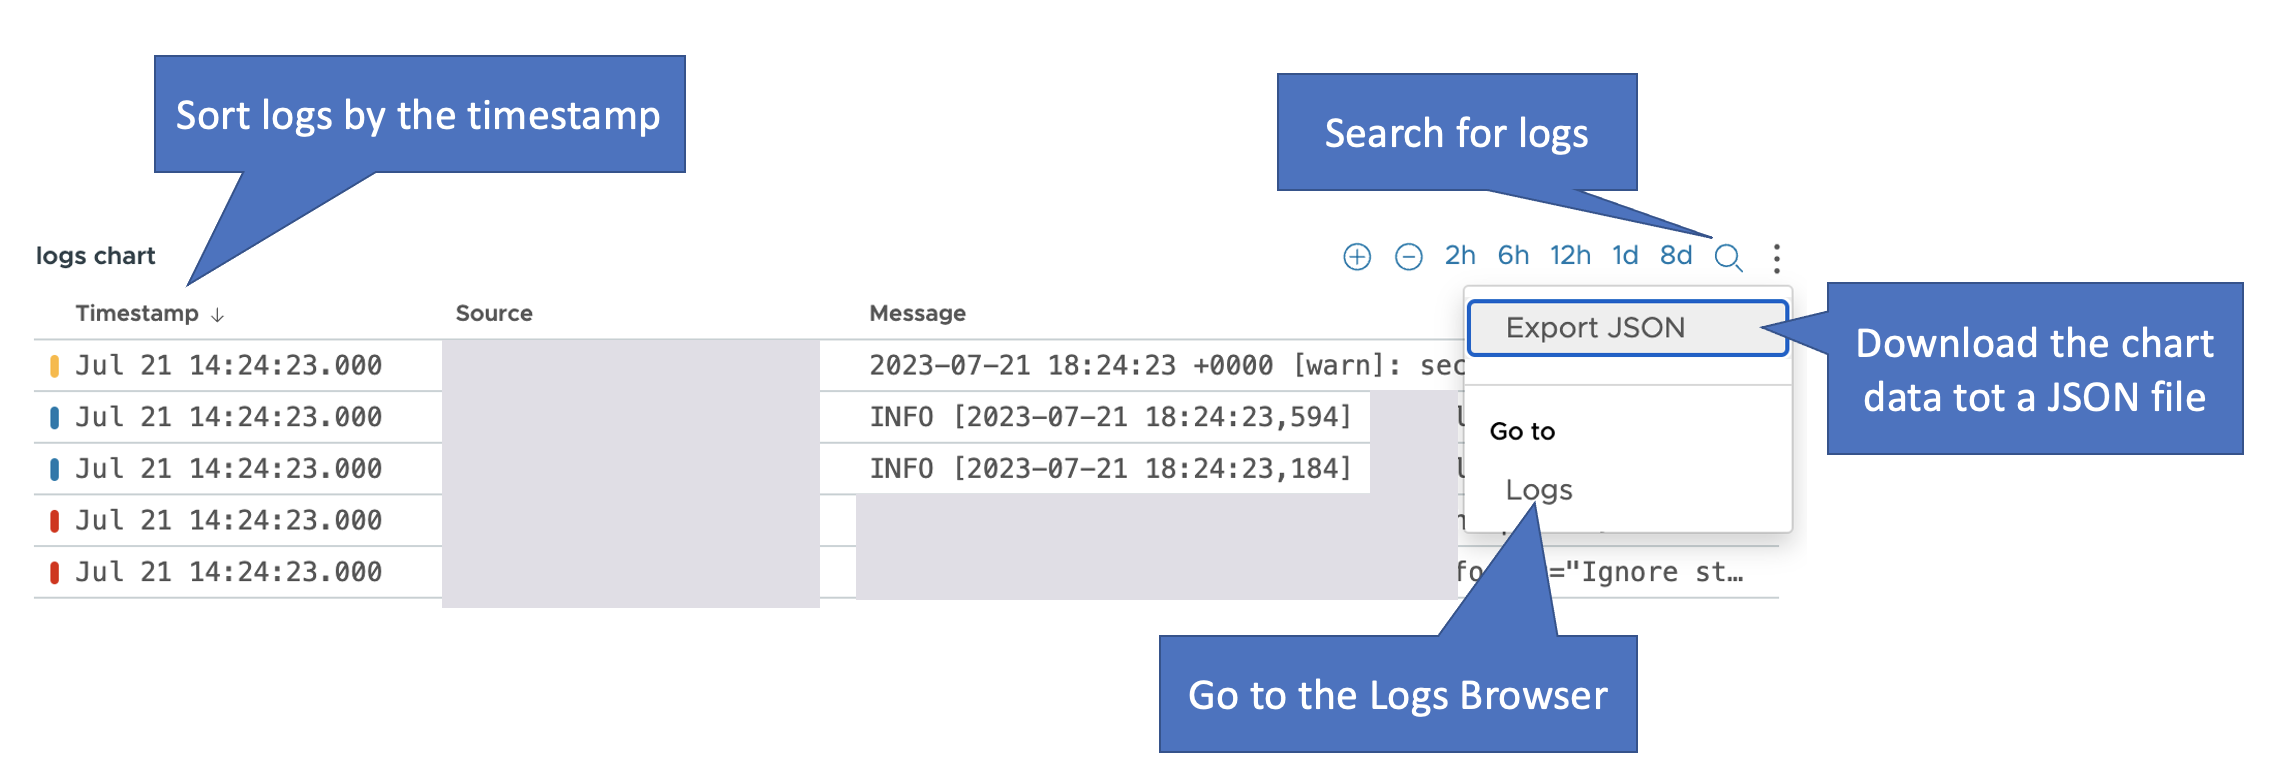 Sort logs by the timestamp
Search for logs
logs chart
2h 6h 12h 1d 8d
Timestamp ↓ Source Message
Export JSON
Download the chart
data tot a JSON file
Jul 21 14:24:23.000 2023-07-21 18:24:23 +0000 [warn]: sec
Jul 21 14:24:23.000 INFO [2023-07-21 18:24:23,594]
Go to
Jul 21 14:24:23.000 INFO [2023-07-21 18:24:23,184]
Logs
Jul 21 14:24:23.000
Jul 21 14:24:23.000 ="Ignore st…
Go to the Logs Browser